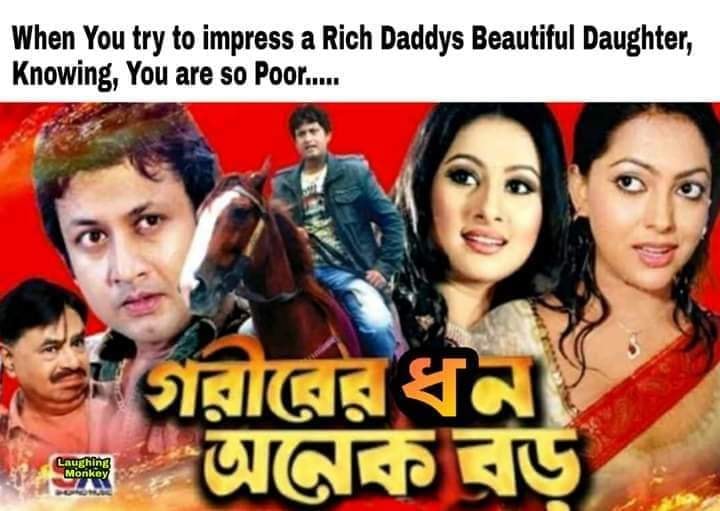 When You try to impress a Rich Daddys Beautiful Daughter,
Knowing, You are so Poor.....
গরীবের ধন
অনেক বড়
Laughing
Monkey